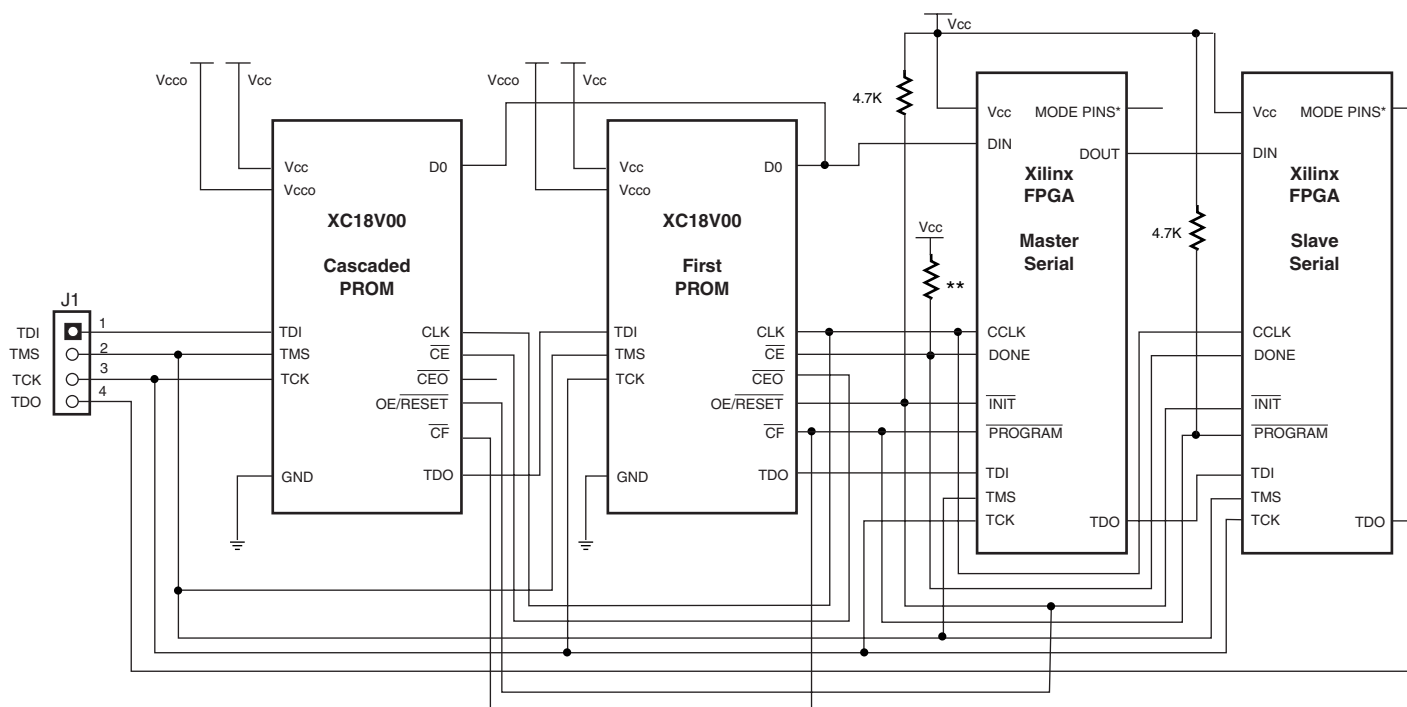 Vcc
Vcco
Vcc
Vcco
Vcc
4.7K
Vcc
Vcco
D0
XC18V00
Cascaded
PROM
TDI
TMS
TCK
GND
CLK
CE
CEO
OE/RESET
CF
TDO
Vcc
Vcco
D0
XC18V00
First
PROM
TDI
TMS
TCK
GND
CLK
CE
CEO
OE/RESET
CF
TDO
Vcc
**
Vcc
MODE PINS*
DIN
DOUT
Xilinx
FPGA
Master
Serial
CCLK
DONE
INIT
PROGRAM
TDI
TMS
TCK
TDO
4.7K
Vcc
MODE PINS*
DIN
Xilinx
FPGA
Slave
Serial
CCLK
DONE
INIT
PROGRAM
TDI
TMS
TCK
TDO
J1
TDI
1
TMS
2
TCK
3
TDO
4